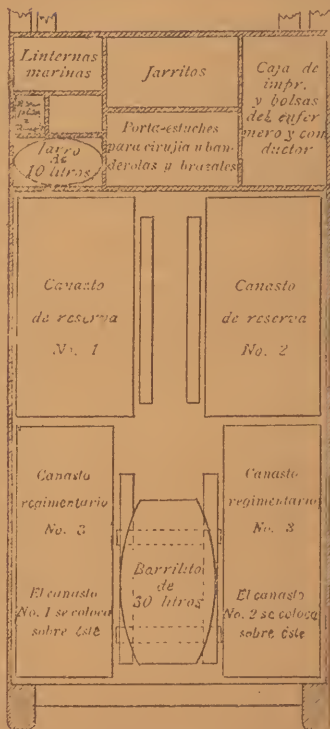 Linternas
marinas
Jarritos
Caja de
impr.
y bolsas
del enfer
mero y con
ductor
Jarro
de
10 litros
Porta-estuches
para cirujía y ban-
derolas y brazales
Canasto
de reserva
No. 1
Canasto
de reserva
No. 2
Canasto
regimentario
No. 3
El canasto
No. 1 se coloca
sobre éste
Barrilito
de
30 litros
Canasto
regimentario
No. 3
El canasto
No. 2 se coloca
sobre éste